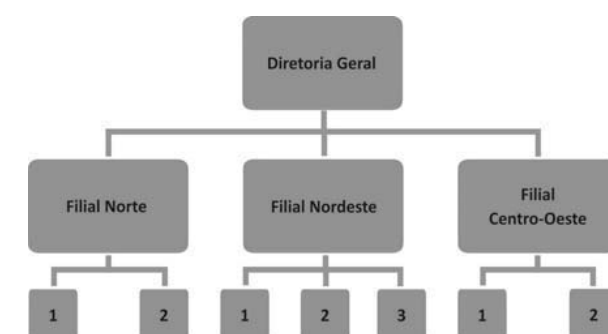 Diretoria Geral
Filial Norte
Filial Nordeste
Filial
Centro-Oeste
1
2
1
2
3
1
2